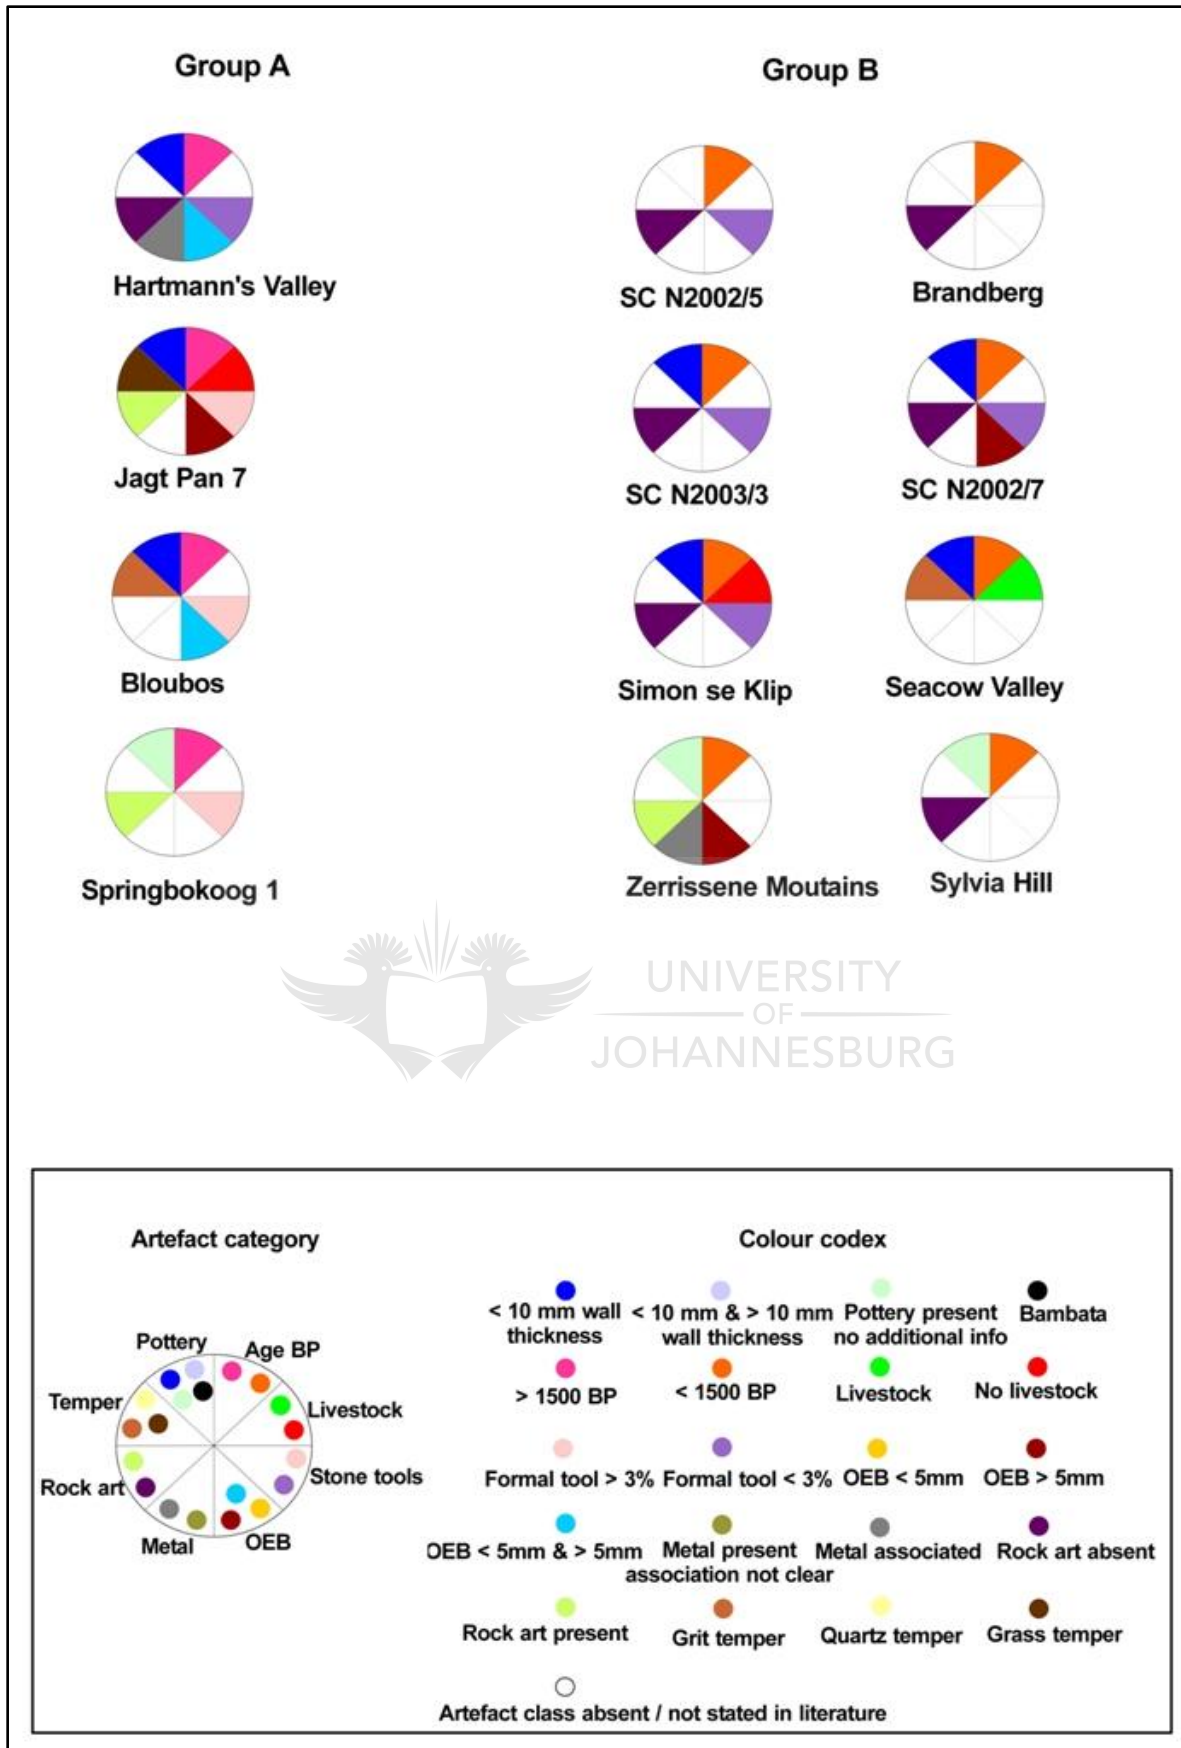 Group A
Group B
Hartmann's Valley
SC N2002/5
Brandberg
Jagt Pan 7
SC N2003/3
SC N2002/7
Bloubos
Simon se Klip
Seacow Valley
Springbokoog 1
Zerrissene Moutains
Sylvia Hill
UNIVERSITY
OF
JOHANNESBURG
Artefact category
Pottery
Age BP
Temper
Livestock
Rock art
Stone tools
Metal
OEB
Colour codex
< 10 mm wall
thickness
< 10 mm & > 10 mm
wall thickness
Pottery present
no additional info
Bambata
> 1500 BP
< 1500 BP
Livestock
No livestock
Formal tool > 3%
Formal tool < 3%
OEB < 5mm
OEB > 5mm
OEB < 5mm & > 5mm
Metal present
association not clear
Metal associated
Rock art absent
Rock art present
Grit temper
Quartz temper
Grass temper
Artefact class absent / not stated in literature